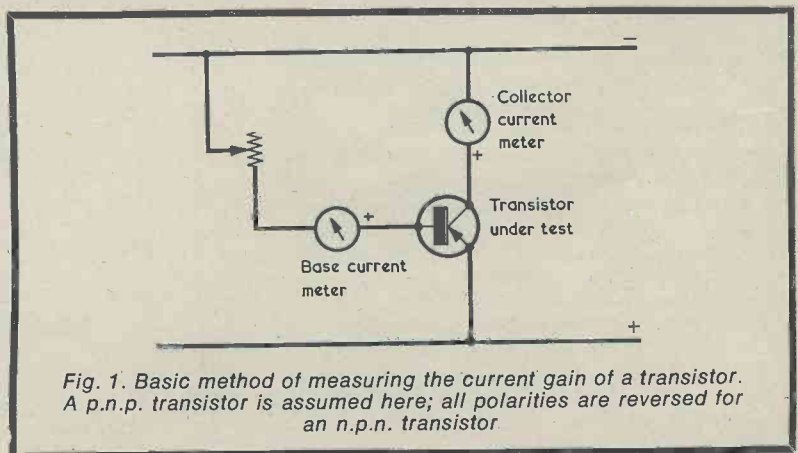 −
Collector
current
meter
+
Transistor
under test
+
Base current
meter
+
Fig. 1. Basic method of measuring the current gain of a transistor.
A p.n.p. transistor is assumed here; all polarities are reversed for
an n.p.n. transistor